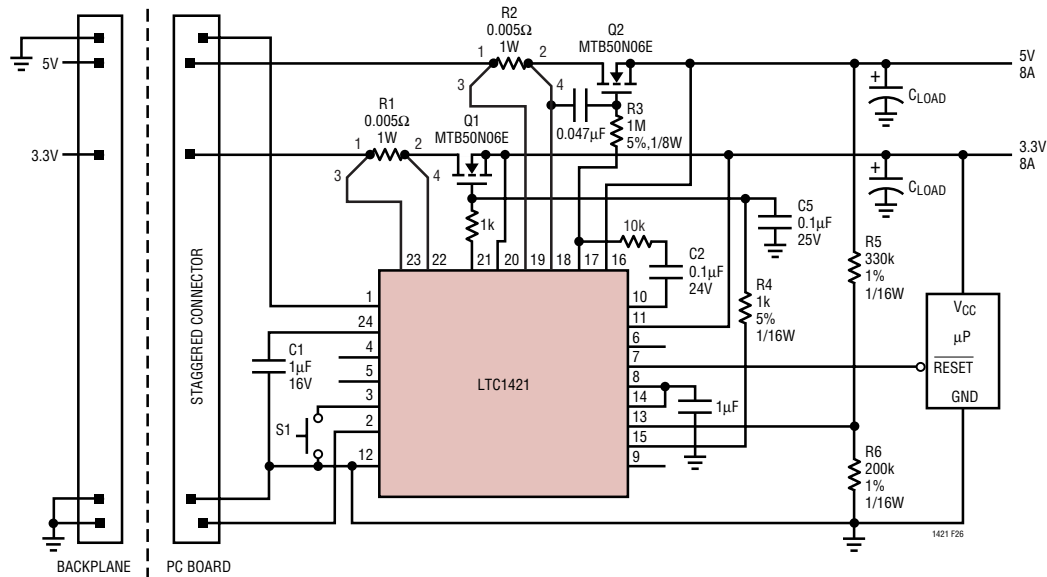 R2
0.005Ω
1W
1
2
3
4
Q2
MTB50N06E
5V
8A
5V
+
CLOAD
R1
0.005Ω
1W
1
2
3
4
Q1
MTB50N06E
0.047µF
R3
1M
5%,1/8W
3.3V
3.3V
8A
+
CLOAD
1k
10k
C2
0.1µF
24V
C5
0.1µF
25V
R5
330k
1%
1/16W
R4
1k
5%
1/16W
23 22 21 20 19 18 17 16
1
24
4
5
3
2
12
10
11
6
7
8
14
13
15
9
LTC1421
C1
1µF
16V
S1
1µF
VCC
µP
RESET
GND
R6
200k
1%
1/16W
STAGGERED CONNECTOR
1421 F26
BACKPLANE
PC BOARD